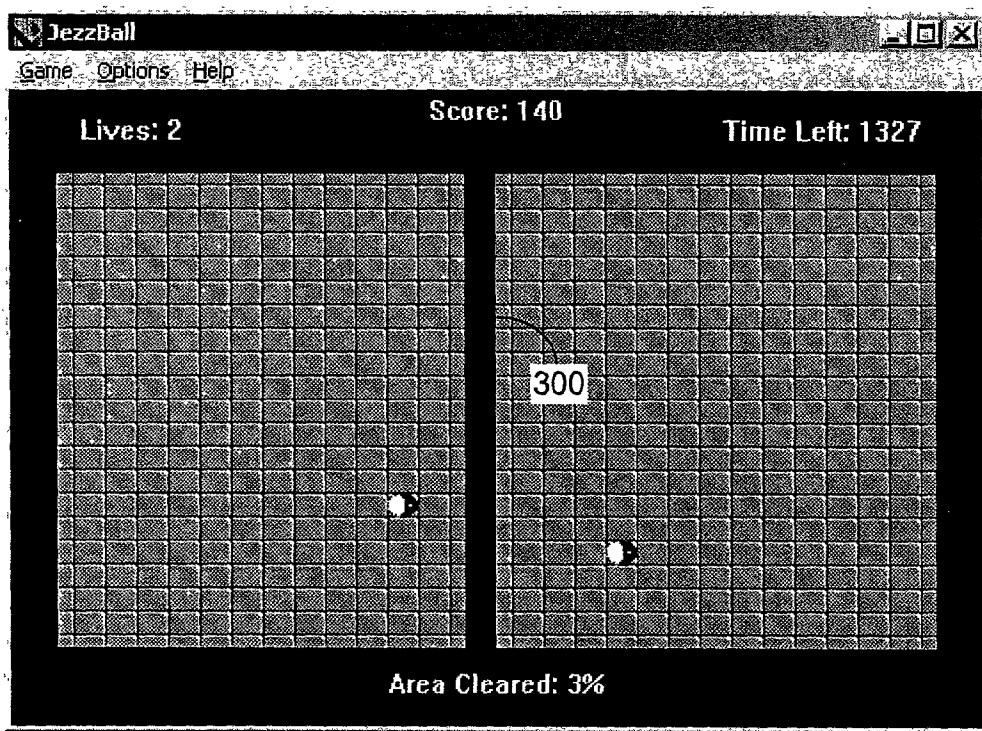 JezzBall
Game Options Help
Lives: 2
Score: 140
Time Left: 1327
300
Area Cleared: 3%